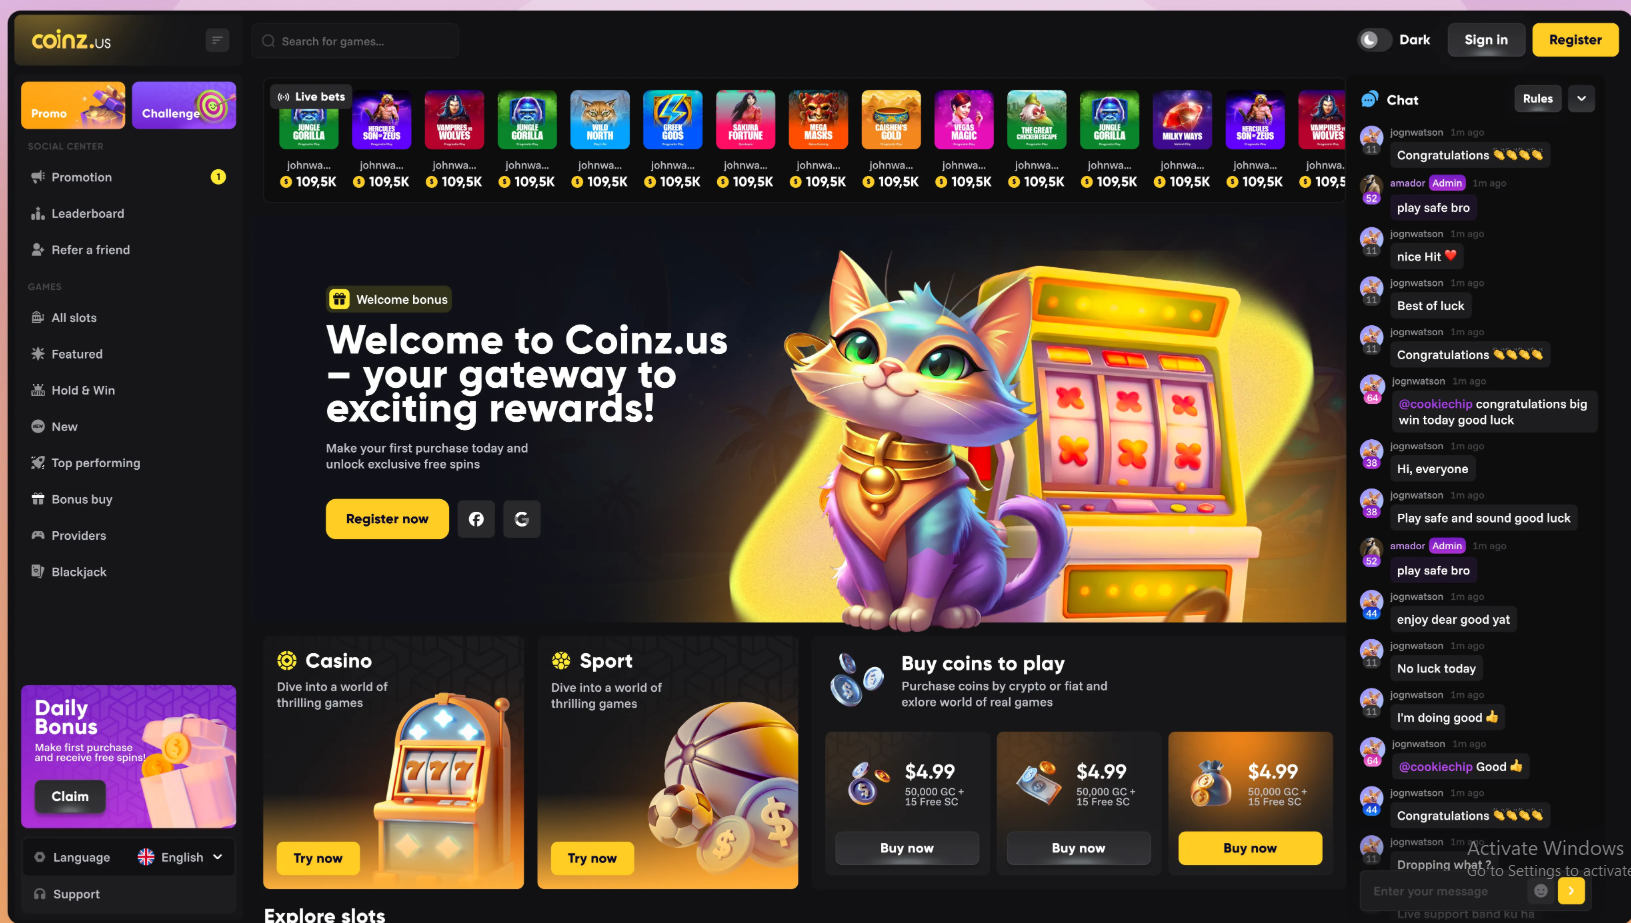 coinz.us
Search for games...
Dark
Sign in
Register
Promo
Challenge
SOCIAL CENTER
Promotion
1
Leaderboard
Refer a friend
GAMES
All slots
Featured
Hold & Win
New
Top performing
Bonus buy
Providers
Blackjack
Daily
Bonus
Make first purchase
and receive free spins!
Claim
Language
English
Support
Live bets
JUNGLE
GORILLA
HERCULES
SON OF ZEUS
VAMPIRES VS
WOLVES
JUNGLE
GORILLA
WILD
NORTH
GREEK
GODS
SAKURA
FORTUNE
MEGA
MASKS
CAISHEN'S
GOLD
VEGAS
MAGIC
THE GREAT
CHICKEN ESCAPE
JUNGLE
GORILLA
MILKY WAYS
HERCULES
SON OF ZEUS
VAMPIRES
WOLVES
johnwa... johnwa... johnwa... johnwa... johnwa... johnwa... johnwa... johnwa... johnwa... johnwa... johnwa... johnwa... johnwa... johnwa... johnwa
109,5K 109,5K 109,5K 109,5K 109,5K 109,5K 109,5K 109,5K 109,5K 109,5K 109,5K 109,5K 109,5K 109,5K 109,5
Welcome bonus
Welcome to Coinz.us
– your gateway to
exciting rewards!
Make your first purchase today and
unlock exclusive free spins
Register now
Casino
Dive into a world of
thrilling games
777
Try now
Sport
Dive into a world of
thrilling games
Try now
Buy coins to play
Purchase coins by crypto or fiat and
exlore world of real games
$4.99
50,000 GC +
15 Free SC
Buy now
$4.99
50,000 GC +
15 Free SC
Buy now
$4.99
50,000 GC +
15 Free SC
Buy now
Explore slots
Chat
Rules
jognwatson 1m ago
11
Congratulations 👏👏👏👏
amador Admin 1m ago
52
play safe bro
jognwatson 1m ago
11
nice Hit ❤️
jognwatson 1m ago
11
Best of luck
jognwatson 1m ago
11
Congratulations 👏👏👏👏
jognwatson 1m ago
64
@cookiechip congratulations big
win today good luck
jognwatson 1m ago
38
Hi, everyone
jognwatson 1m ago
38
Play safe and sound good luck
amador Admin 1m ago
52
play safe bro
jognwatson 1m ago
44
enjoy dear good yat
jognwatson 1m ago
11
No luck today
jognwatson 1m ago
11
I'm doing good 👍
jognwatson 1m ago
64
@cookiechip Good 👍
jognwatson 1m ago
44
Congratulations 👏👏👏👏
jognwatson 1m ago
11
Dropping what ?
Activate Windows
Go to Settings to activate
Enter your message
Live support band ku ha